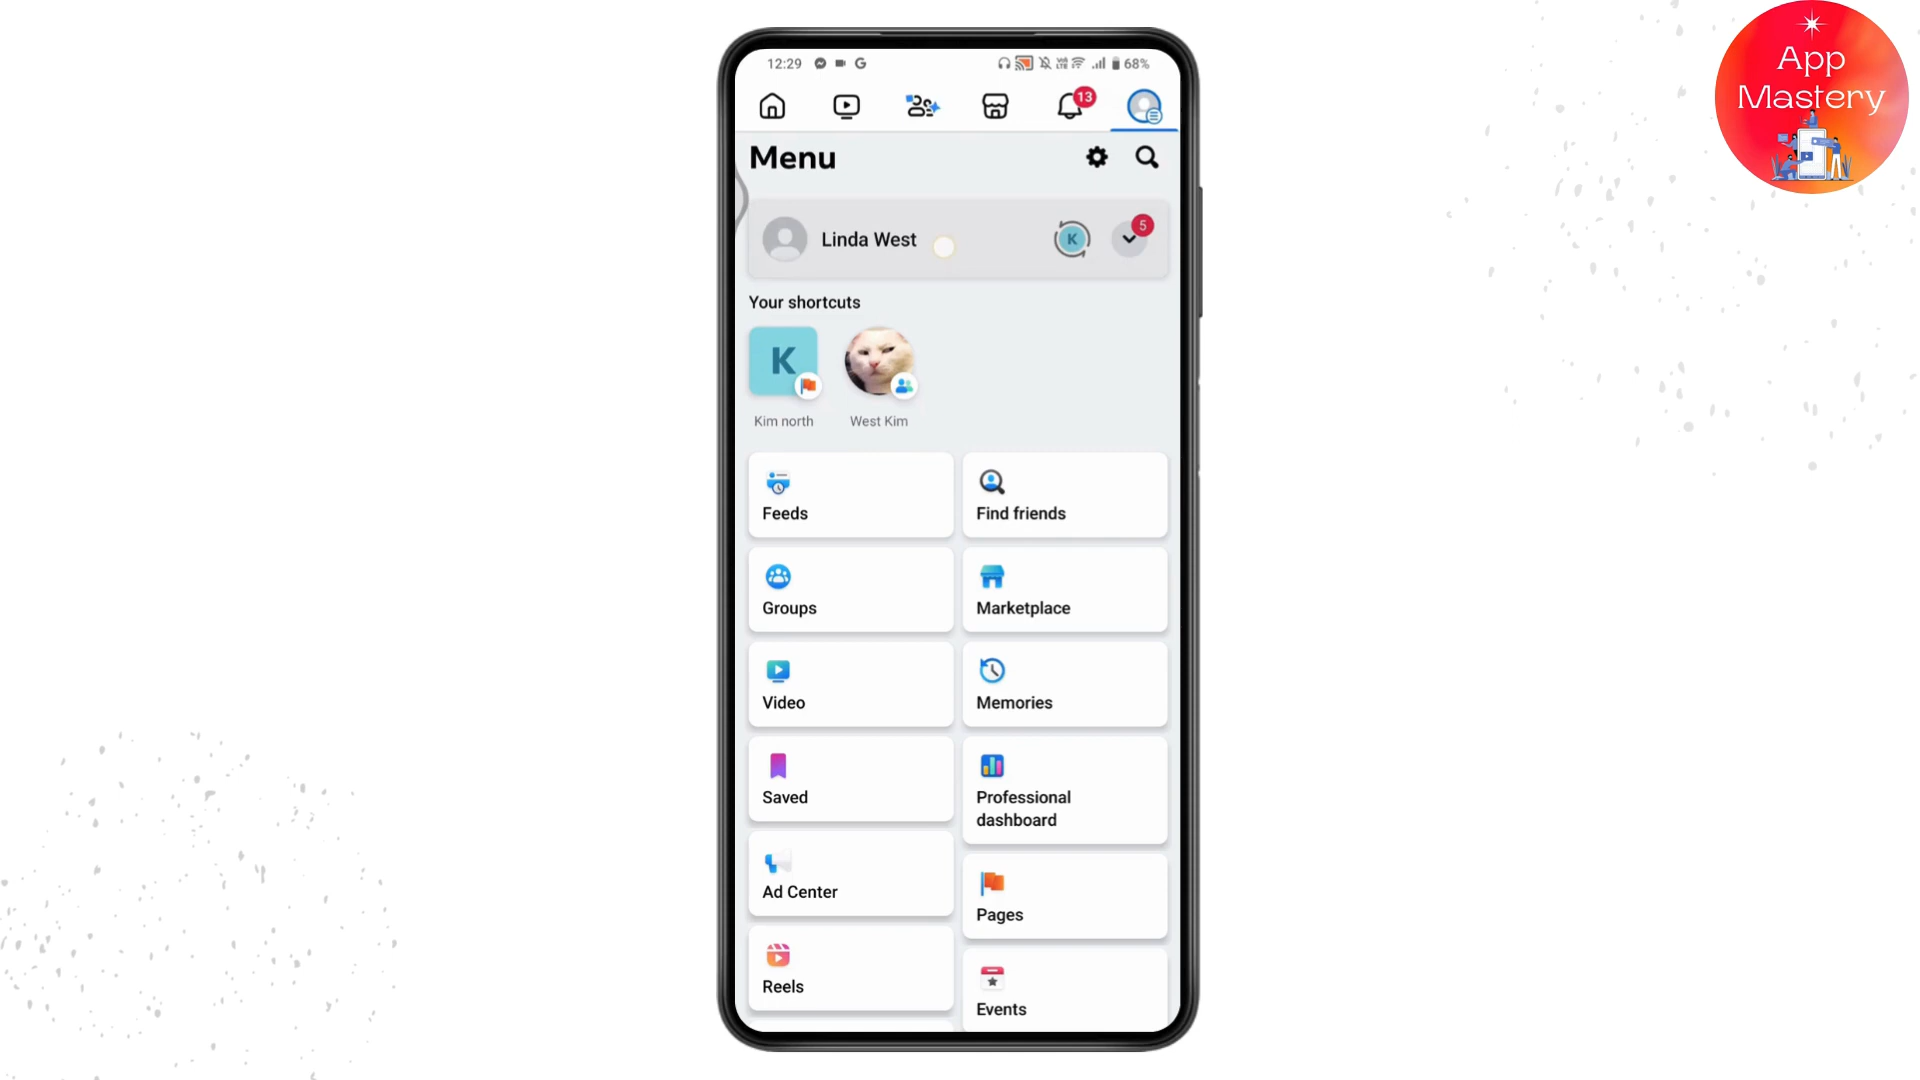 12:29
G
VoLTE
68%
13
Menu
Linda West
K
5
Your shortcuts
K
Kim north
West Kim
Feeds
Find friends
Groups
Marketplace
Video
Memories
Saved
Professional
dashboard
Ad Center
Pages
Reels
Events
App
Mastery